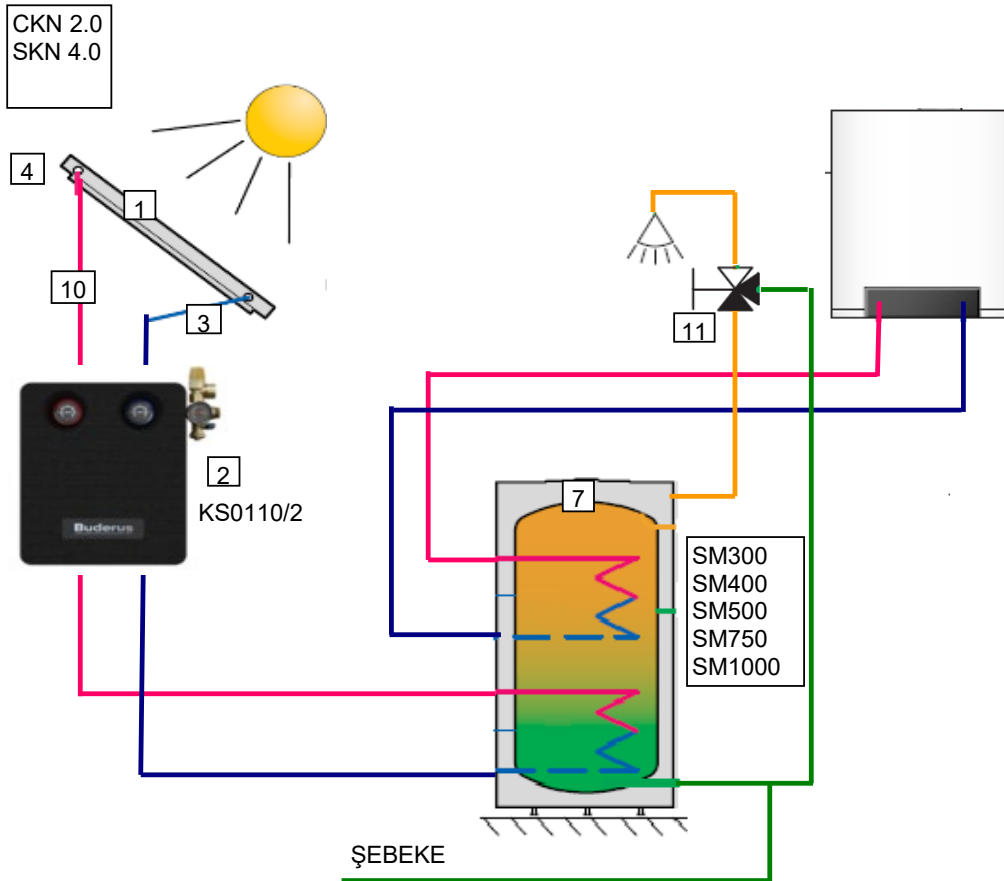 CKN 2.0
SKN 4.0
4
1
10
3
11
2
KS0110/2
Buderus
7
SM300
SM400
SM500
SM750
SM1000
ŞEBEKE